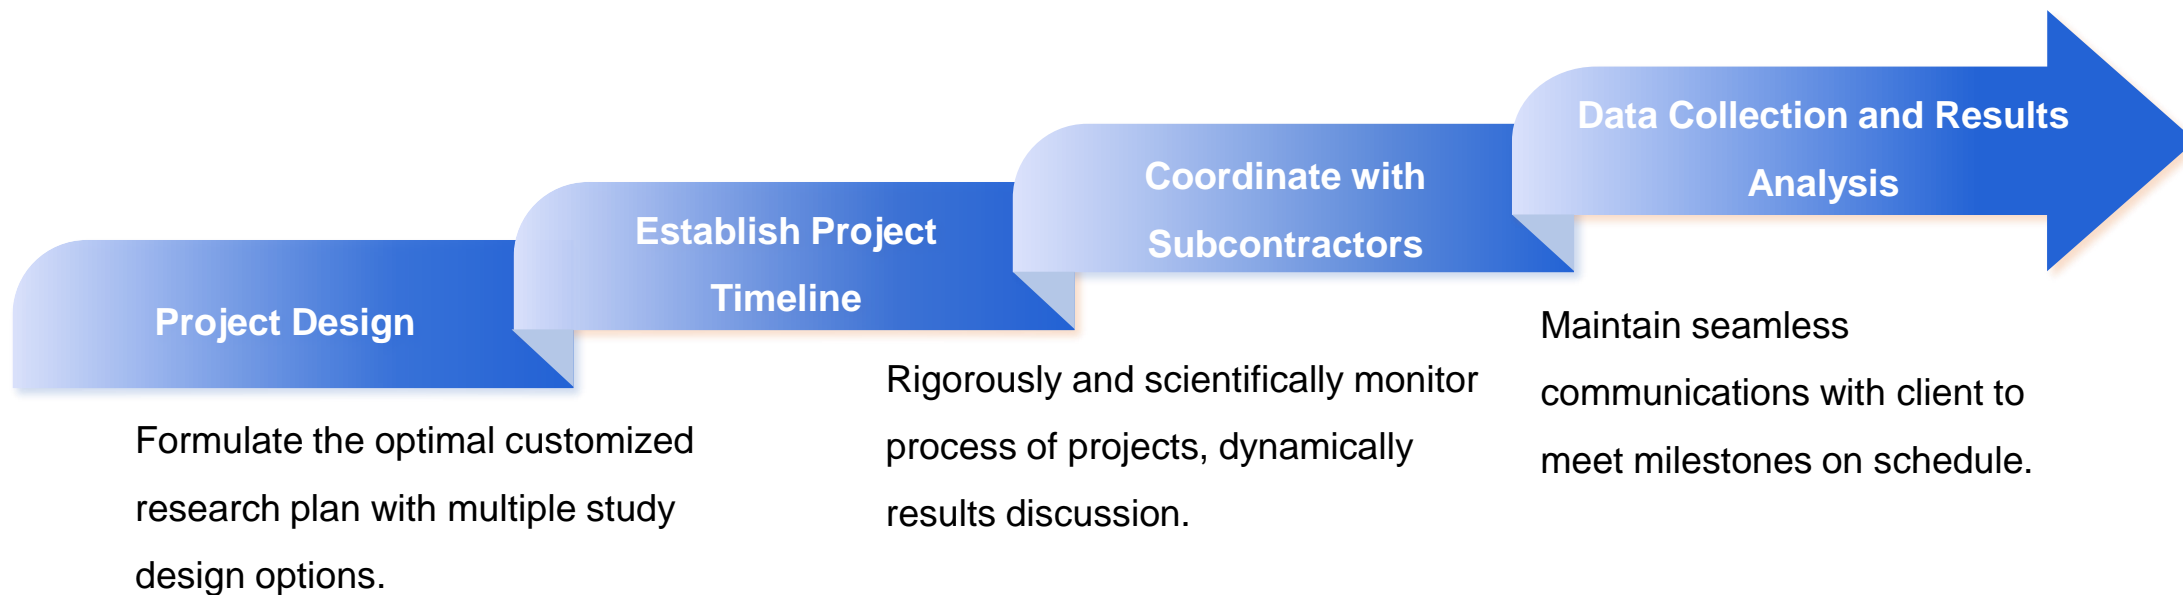 Project Design
Establish Project
Timeline
Coordinate with
Subcontractors
Data Collection and Results
Analysis
Formulate the optimal customized
research plan with multiple study
design options.
Rigorously and scientifically monitor
process of projects, dynamically
results discussion.
Maintain seamless
communications with client to
meet milestones on schedule.